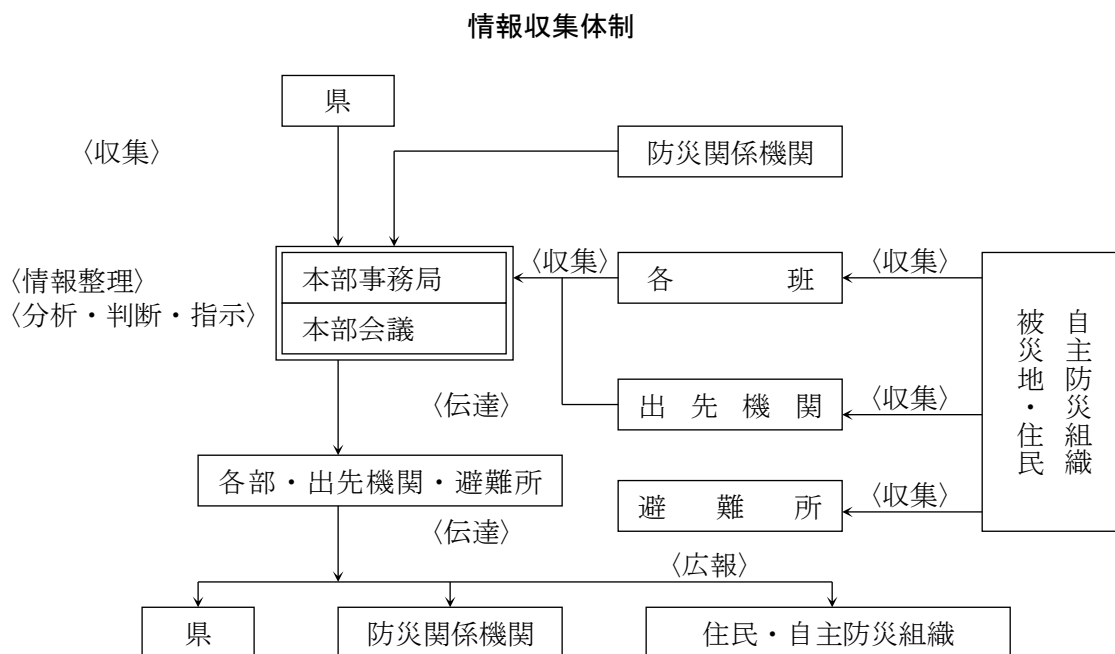 情報収集体制
県
〈収集〉
防災関係機関
〈情報整理〉
〈分析・判断・指示〉
本部事務局
本部会議
〈収集〉
各班
〈収集〉
自主防災組織
被災地・住民
〈伝達〉
出先機関
〈収集〉
各部・出先機関・避難所
避難所
〈収集〉
〈伝達〉
〈広報〉
県
防災関係機関
住民・自主防災組織